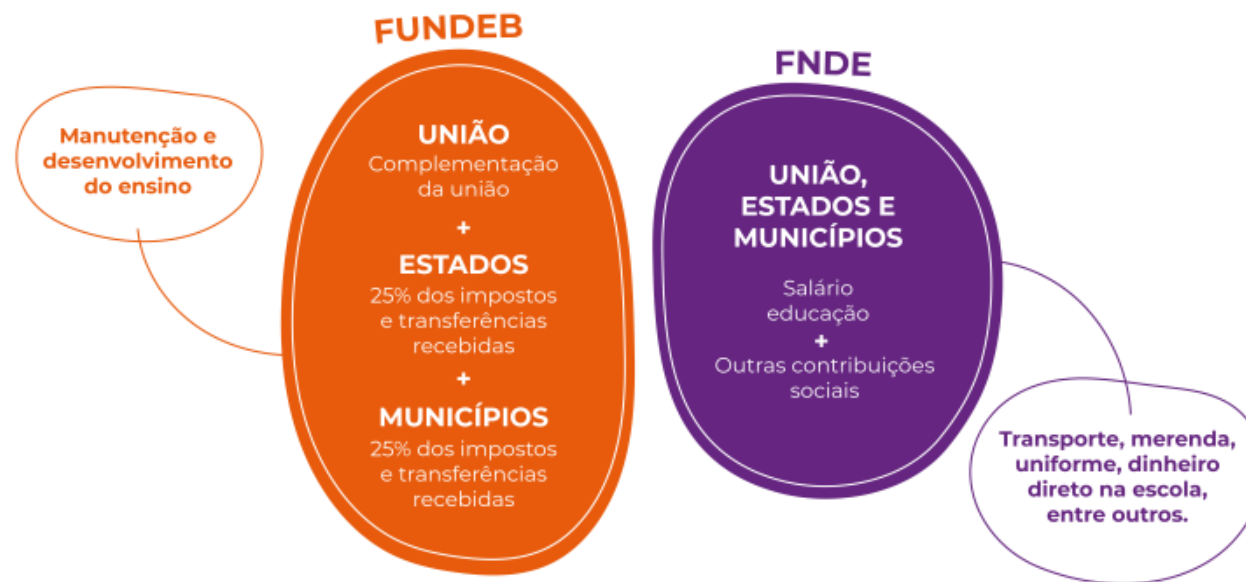 FUNDEB
Manutenção e
desenvolvimento
do ensino
UNIÃO
Complementação
da união
+
ESTADOS
25% dos impostos
e transferências
recebidas
+
MUNICÍPIOS
25% dos impostos
e transferências
recebidas
FNDE
UNIÃO,
ESTADOS E
MUNICÍPIOS
Salário
educação
+
Outras contribuições
sociais
Transporte, merenda,
uniforme, dinheiro
direto na escola,
entre outros.